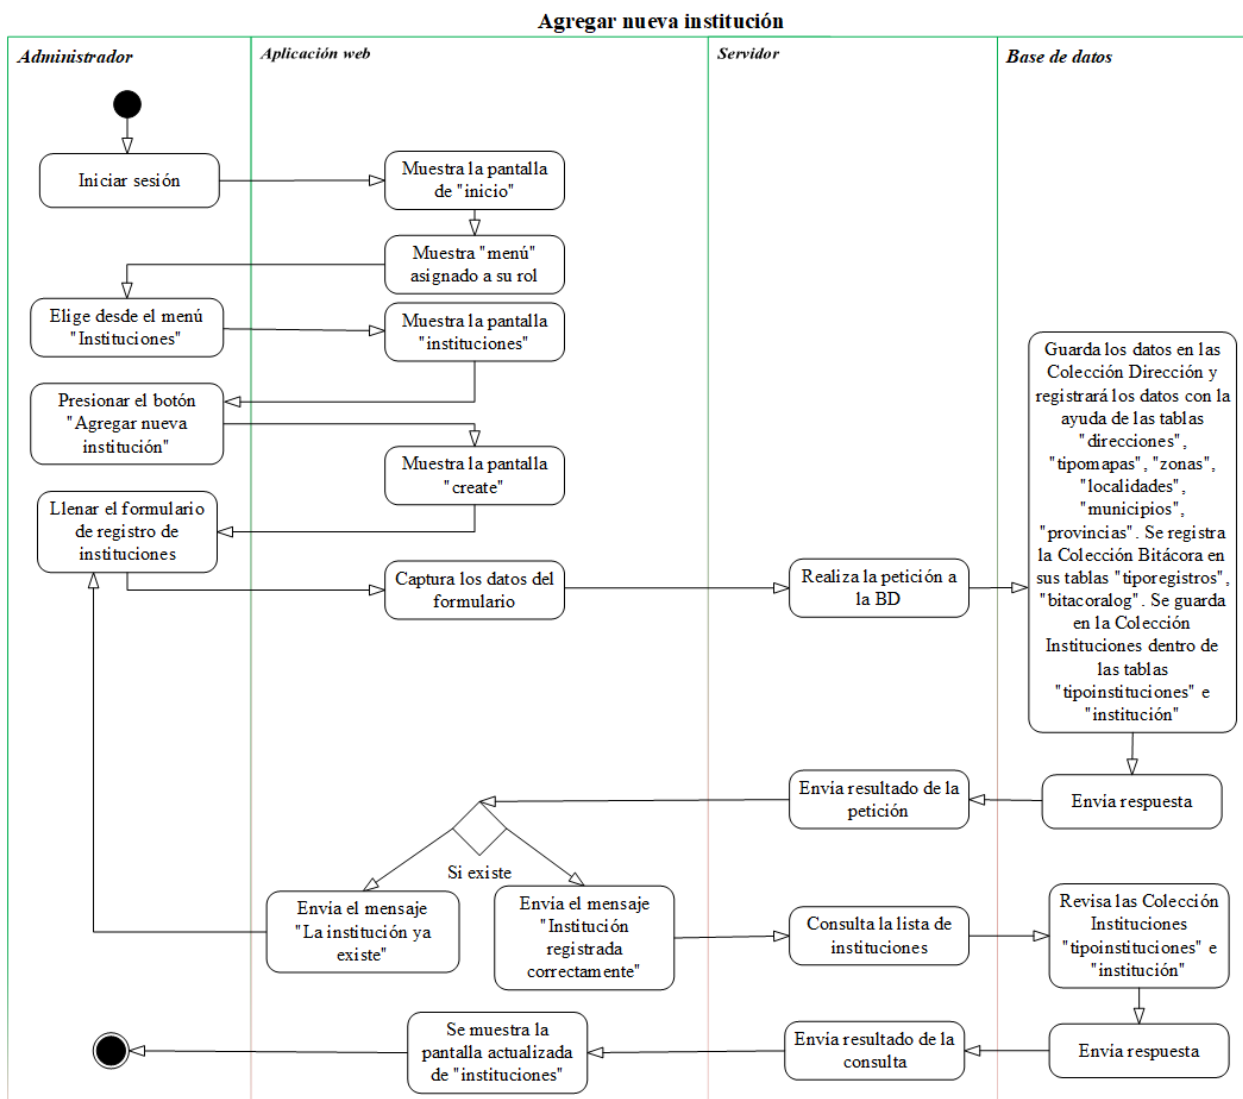 Agregar nueva institución
Administrador
Aplicación web
Servidor
Base de datos
Iniciar sesión
Muestra la pantalla
de "inicio"
Muestra "menú"
asignado a su rol
Elige desde el menú
"Instituciones"
Muestra la pantalla
"instituciones"
Presionar el botón
"Agregar nueva
institución"
Muestra la pantalla
"create"
Llenar el formulario
de registro de
instituciones
Captura los datos del
formulario
Realiza la petición a
la BD
Guarda los datos en las
Colección Dirección y
registrará los datos con la
ayuda de las tablas
"direcciones",
"tipomapas", "zonas",
"localidades",
"municipios",
"provincias". Se registra
la Colección Bitácora en
sus tablas "tiporegistros",
"bitacoralog". Se guarda
en la Colección
Instituciones dentro de
las tablas
"tipoinstituciones" e
"institución"
Envía respuesta
Envía resultado de la
petición
Si existe
Envía el mensaje
"La institución ya
existe"
Envía el mensaje
"Institución
registrada
correctamente"
Consulta la lista de
instituciones
Revisa las Colección
Instituciones
"tipoinstituciones" e
"institución"
Envía respuesta
Envía resultado de la
consulta
Se muestra la
pantalla actualizada
de "instituciones"